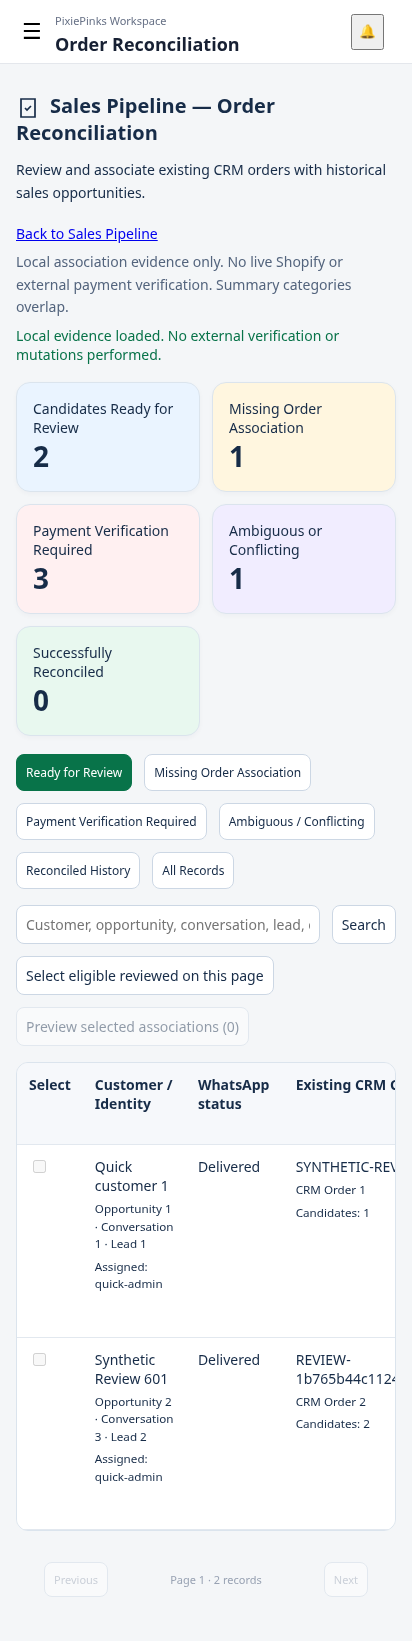 PixiePinks Workspace
Order Reconciliation
Sales Pipeline — Order
Reconciliation
Review and associate existing CRM orders with historical
sales opportunities.
Back to Sales Pipeline
Local association evidence only. No live Shopify or
external payment verification. Summary categories
overlap.
Local evidence loaded. No external verification or
mutations performed.
Candidates Ready for
Review
2
Missing Order
Association
1
Payment Verification
Required
3
Ambiguous or
Conflicting
1
Successfully
Reconciled
0
Ready for Review
Missing Order Association
Payment Verification Required
Ambiguous / Conflicting
Reconciled History
All Records
Customer, opportunity, conversation, lead,
Search
Select eligible reviewed on this page
Preview selected associations (0)
Select
Customer /
Identity
WhatsApp
status
Existing CRM
Quick
customer 1
Opportunity 1
· Conversation
1 · Lead 1
Assigned:
quick-admin
Delivered
SYNTHETIC-REV
CRM Order 1
Candidates: 1
Synthetic
Review 601
Opportunity 2
· Conversation
3 · Lead 2
Assigned:
quick-admin
Delivered
REVIEW-
1b765b44c1124
CRM Order 2
Candidates: 2
Previous
Page 1 · 2 records
Next